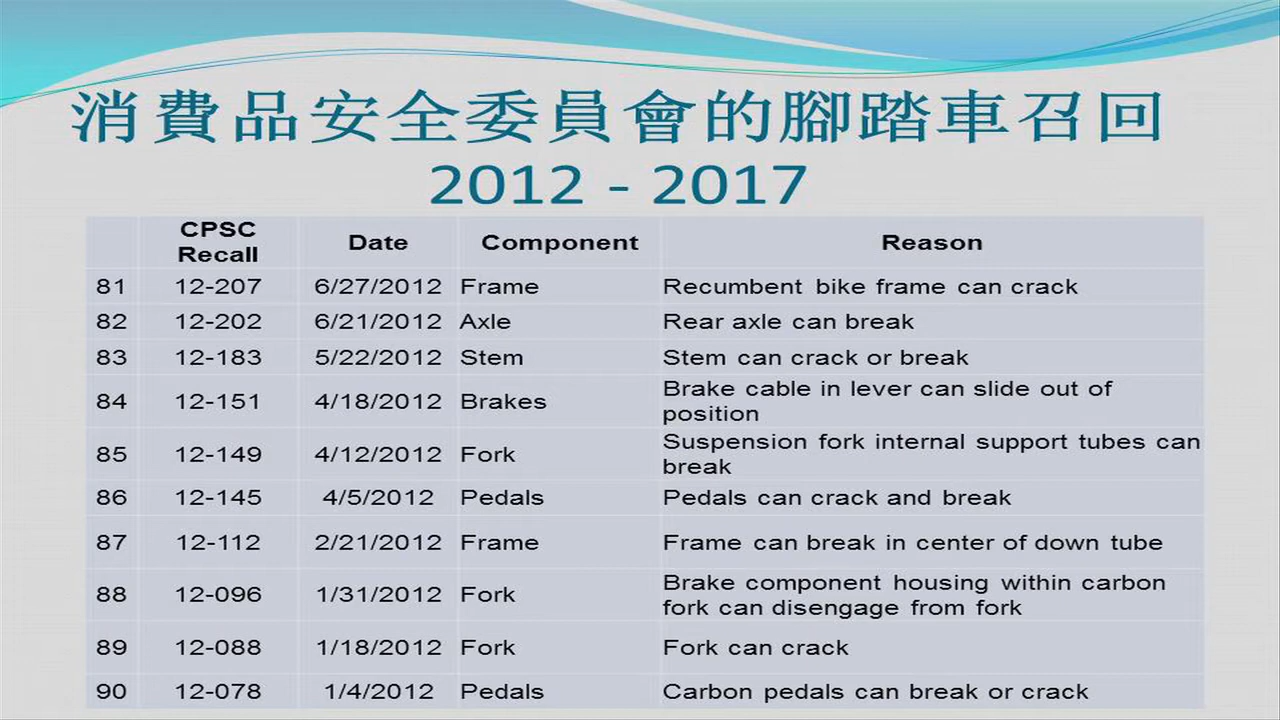 消費品安全委員會的腳踏車召回
2012 - 2017
CPSC Recall Date Component Reason
81 12-207 6/27/2012 Frame Recumbent bike frame can crack
82 12-202 6/21/2012 Axle Rear axle can break
83 12-183 5/22/2012 Stem Stem can crack or break
84 12-151 4/18/2012 Brakes Brake cable in lever can slide out of
position
85 12-149 4/12/2012 Fork Suspension fork internal support tubes can
break
86 12-145 4/5/2012 Pedals Pedals can crack and break
87 12-112 2/21/2012 Frame Frame can break in center of down tube
88 12-096 1/31/2012 Fork Brake component housing within carbon
fork can disengage from fork
89 12-088 1/18/2012 Fork Fork can crack
90 12-078 1/4/2012 Pedals Carbon pedals can break or crack